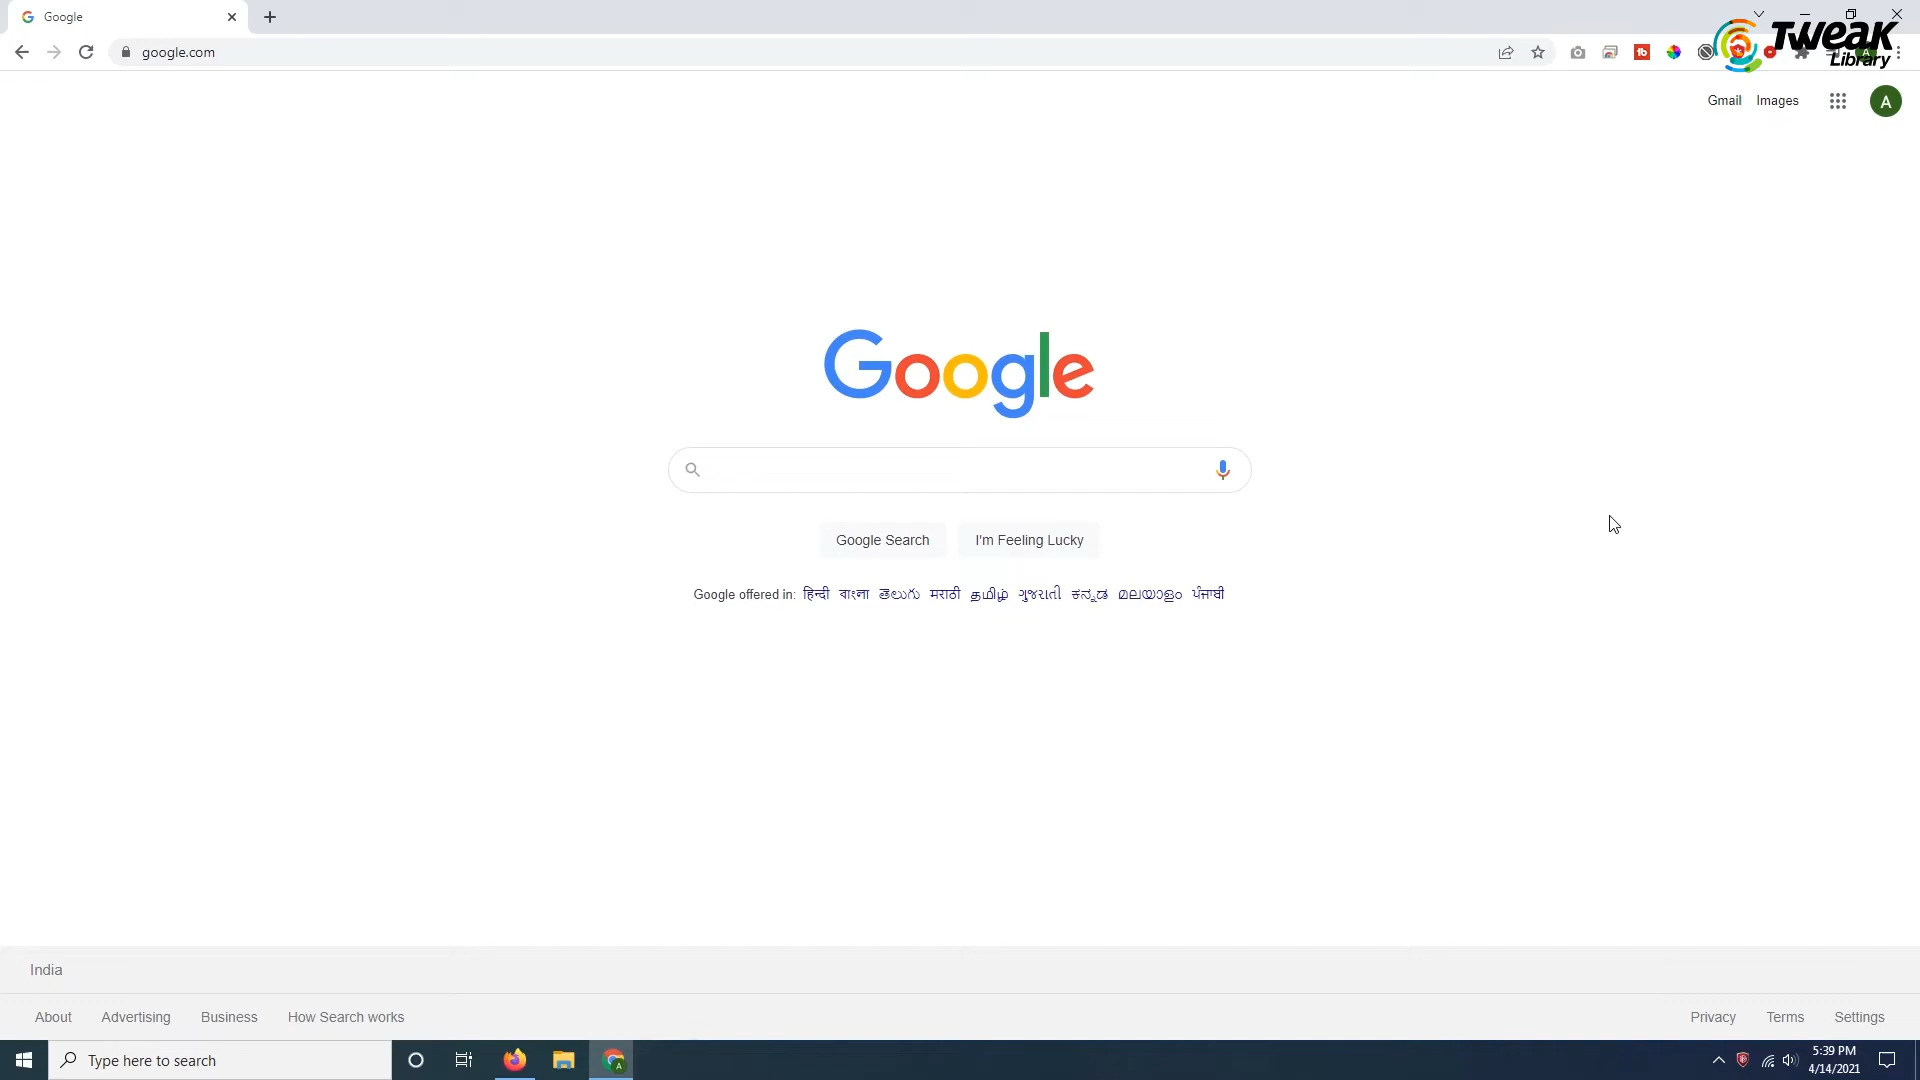 Google
google.com
Tweak
Library
Gmail Images
A
Google
Google Search I'm Feeling Lucky
Google offered in: हिन्दी বাংলা తెలుగు मराठी தமிழ் ગુજરાતી ಕನ್ನಡ മലയാളം ਪੰਜਾਬੀ
India
About Advertising Business How Search works Privacy Terms Settings
Type here to search
A
5:39 PM
4/14/2021